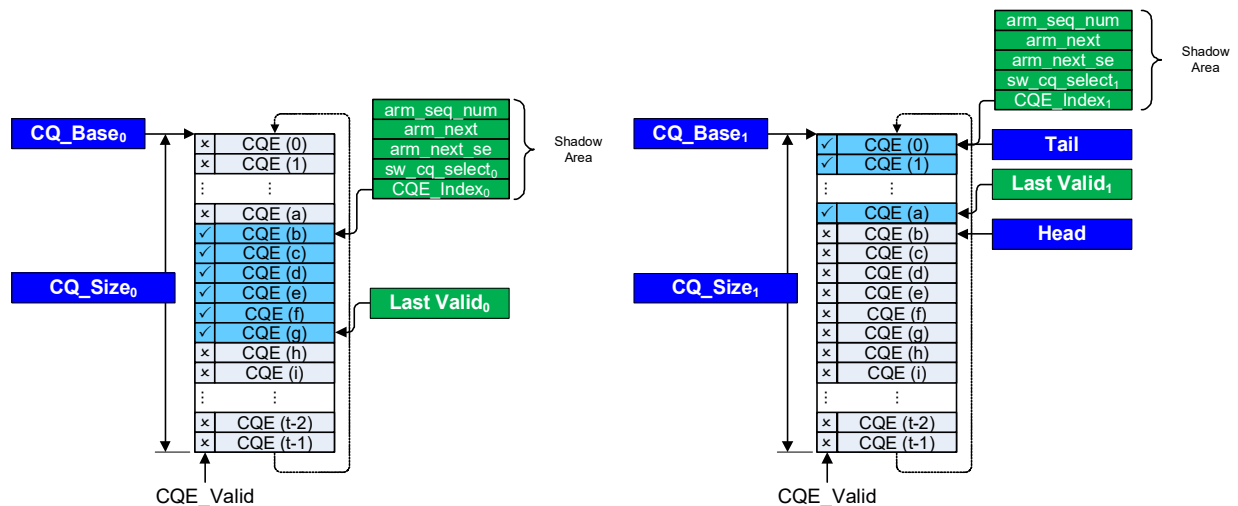 arm_seq_num
arm_next
arm_next_se
sw_cq_select0
CQE_Index0
Shadow
Area
CQ_Base0
CQ_Size0
x CQE (0)
x CQE (1)
⋮ ⋮
x CQE (a)
✓ CQE (b)
✓ CQE (c)
✓ CQE (d)
✓ CQE (e)
✓ CQE (f)
✓ CQE (g)
x CQE (h)
x CQE (i)
⋮ ⋮
x CQE (t-2)
x CQE (t-1)
Last Valid0
CQE_Valid
arm_seq_num
arm_next
arm_next_se
sw_cq_select1
CQE_Index1
Shadow
Area
CQ_Base1
CQ_Size1
✓ CQE (0)
✓ CQE (1)
⋮ ⋮
✓ CQE (a)
x CQE (b)
x CQE (c)
x CQE (d)
x CQE (e)
x CQE (f)
x CQE (g)
x CQE (h)
x CQE (i)
⋮ ⋮
x CQE (t-2)
x CQE (t-1)
Tail
Last Valid1
Head
CQE_Valid